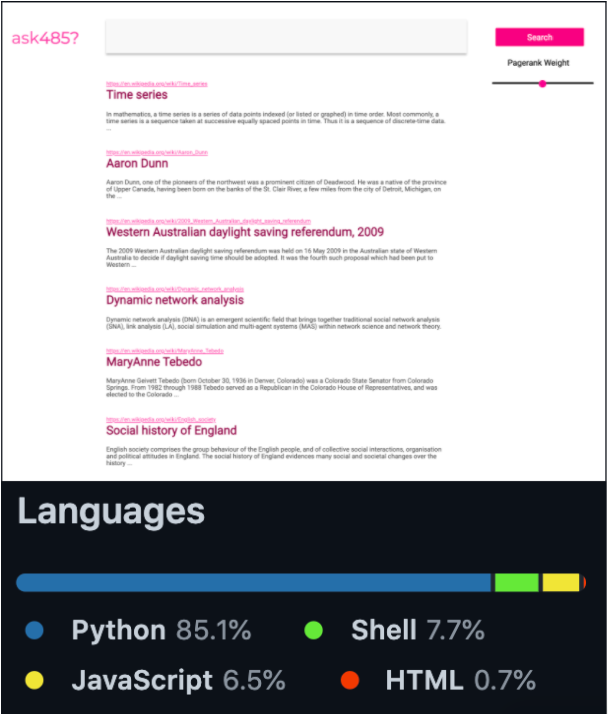 ask485?
Search
Pagerank Weight
https://en.wikipedia.org/wiki/Time_series
Time series
In mathematics, a time series is a series of data points indexed (or listed or graphed) in time order. Most commonly, a
time series is a sequence taken at successive equally spaced points in time. Thus it is a sequence of discrete-time data.
...
https://en.wikipedia.org/wiki/Aaron_Dunn
Aaron Dunn
Aaron Dunn, one of the pioneers of the northwest was a prominent citizen of Deadwood. He was a native of the province
of Upper Canada, having been born on the banks of the St. Clair River, a few miles from the city of Detroit, Michigan, on
the ...
https://en.wikipedia.org/wiki/2009_Western_Australian_daylight_saving_referendum
Western Australian daylight saving referendum, 2009
The 2009 Western Australian daylight saving referendum was held on 16 May 2009 in the Australian state of Western
Australia to decide if daylight saving time should be adopted. It was the fourth such proposal which had been put to
Western ...
https://en.wikipedia.org/wiki/Dynamic_network_analysis
Dynamic network analysis
Dynamic network analysis (DNA) is an emergent scientific field that brings together traditional social network analysis
(SNA), link analysis (LA), social simulation and multi-agent systems (MAS) within network science and network theory.
https://en.wikipedia.org/wiki/MaryAnne_Tebedo
MaryAnne Tebedo
MaryAnne Geivett Tebedo (born October 30, 1936 in Denver, Colorado) was a Colorado State Senator from Colorado
Springs. From 1982 through 1988 Tebedo served as a Republican in the Colorado House of Representatives, and was
elected to the Colorado ...
https://en.wikipedia.org/wiki/English_society
Social history of England
English society comprises the group behaviour of the English people, and of collective social interactions, organisation
and political attitudes in England. The social history of England evidences many social and societal changes over the
history ...
Languages
Python 85.1%
Shell 7.7%
JavaScript 6.5%
HTML 0.7%